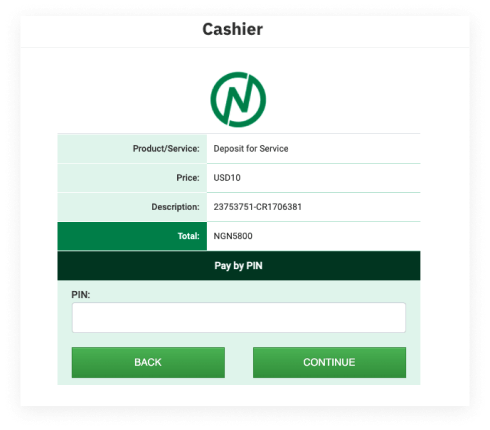 Cashier
N
Product/Service: Deposit for Service
Price: USD10
Description: 23753751-CR1706381
Total: NGN5800
Pay by PIN
PIN:
BACK CONTINUE